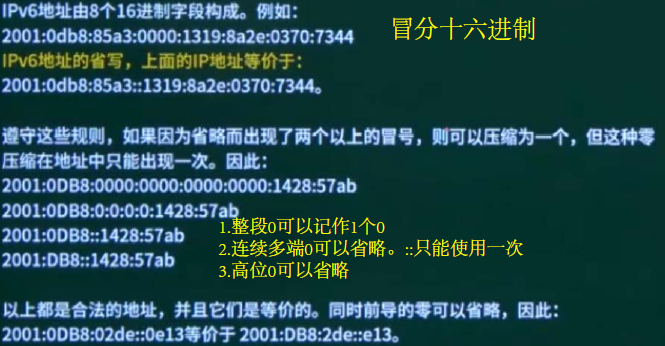 IPv6地址由8个16进制字段构成。例如：
2001:0db8:85a3:0000:1319:8a2e:0370:7344
冒分十六进制
IPv6地址的省写，上面的IP地址等价于：
2001:0db8:85a3::1319:8a2e:0370:7344。
遵守这些规则，如果因为省略而出现了两个以上的冒号，则可以压缩为一个，但这种零
压缩在地址中只能出现一次。因此：
2001:0DB8:0000:0000:0000:0000:1428:57ab
2001:0DB8:0:0:0:0:1428:57ab
2001:0DB8::1428:57ab
2001:DB8::1428:57ab
1.整段0可以记作1个0
2.连续多端0可以省略。::只能使用一次
3.高位0可以省略
以上都是合法的地址，并且它们是等价的。同时前导的零可以省略，因此：
2001:0DB8:02de::0e13等价于 2001:DB8:2de::e13。